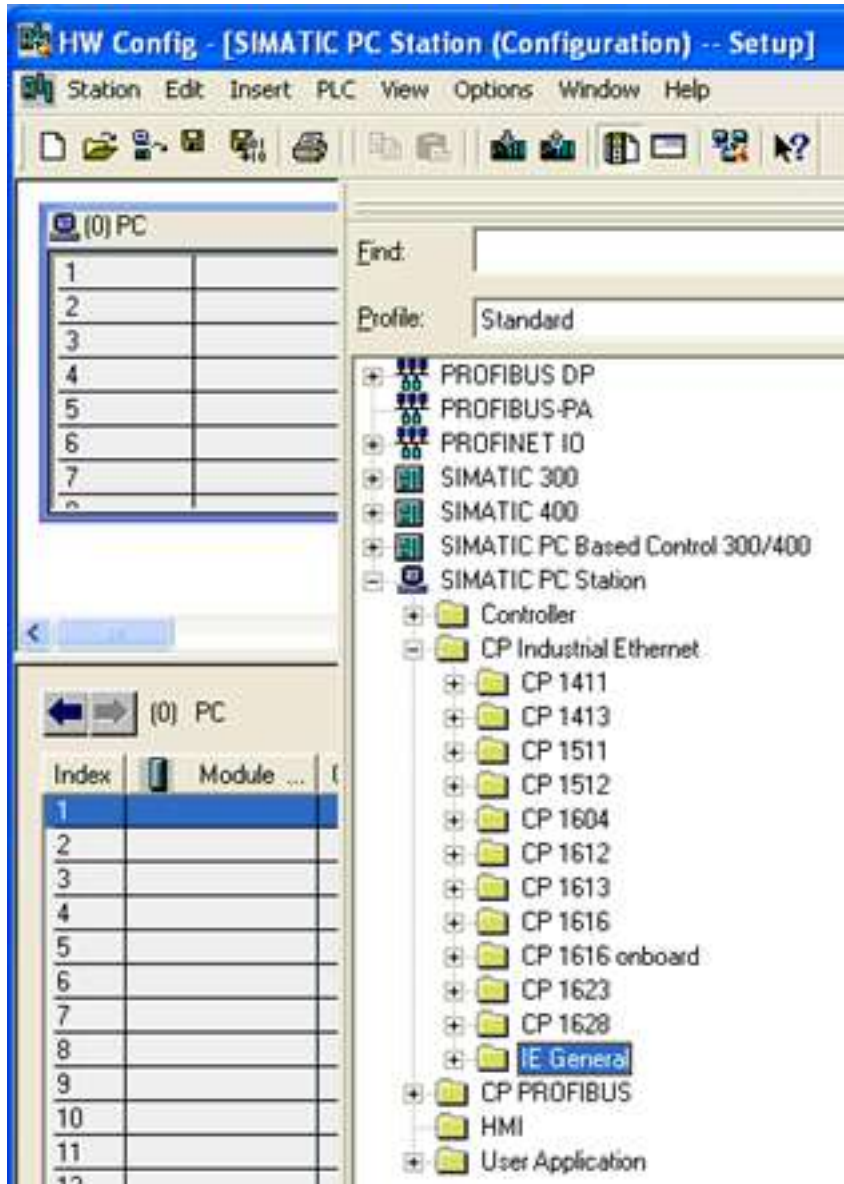 HW Config - [SIMATIC PC Station (Configuration) -- Setup]
Station Edit Insert PLC View Options Window Help
(0) PC
1
2
3
4
5
6
7
Find:
Profile: Standard
PROFIBUS DP
PROFIBUS-PA
PROFINET IO
SIMATIC 300
SIMATIC 400
SIMATIC PC Based Control 300/400
SIMATIC PC Station
Controller
CP Industrial Ethernet
CP 1411
CP 1413
CP 1511
CP 1512
CP 1604
CP 1612
CP 1613
CP 1616
CP 1616 onboard
CP 1623
CP 1628
IE General
CP PROFIBUS
HMI
User Application
(0) PC
Index Module ...
1
2
3
4
5
6
7
8
9
10
11
12